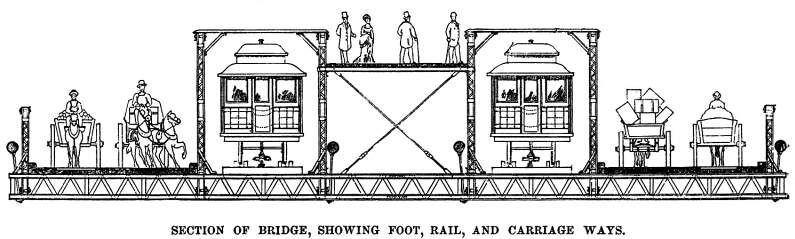 SECTION OF BRIDGE, SHOWING FOOT, RAIL, AND CARRIAGE WAYS.